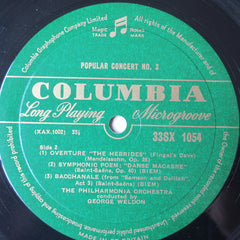 Columbia Graphophone Company Limited.
All rights of the Manufacturer and of the
MAGIC TRADE
NOTES MARK
POPULAR CONCERT NO. 2
COLUMBIA
Long Playing Microgroove
(XAX.1002) 33⅓
33SX 1054
Side 2
1) OVERTURE "THE HEBRIDES" (Fingal's Cave)
(Mendelssohn, Op. 26)
2) SYMPHONIC POEM: "DANSE MACABRE"
(Saint-Saëns, Op. 40) (BIEM)
3) BACCHANALE (from "Samson and Delilah",
Act 3) (Saint-Saëns) (BIEM)
THE PHILHARMONIA ORCHESTRA
conducted by
GEORGE WELDON
MADE IN GT. BRITAIN